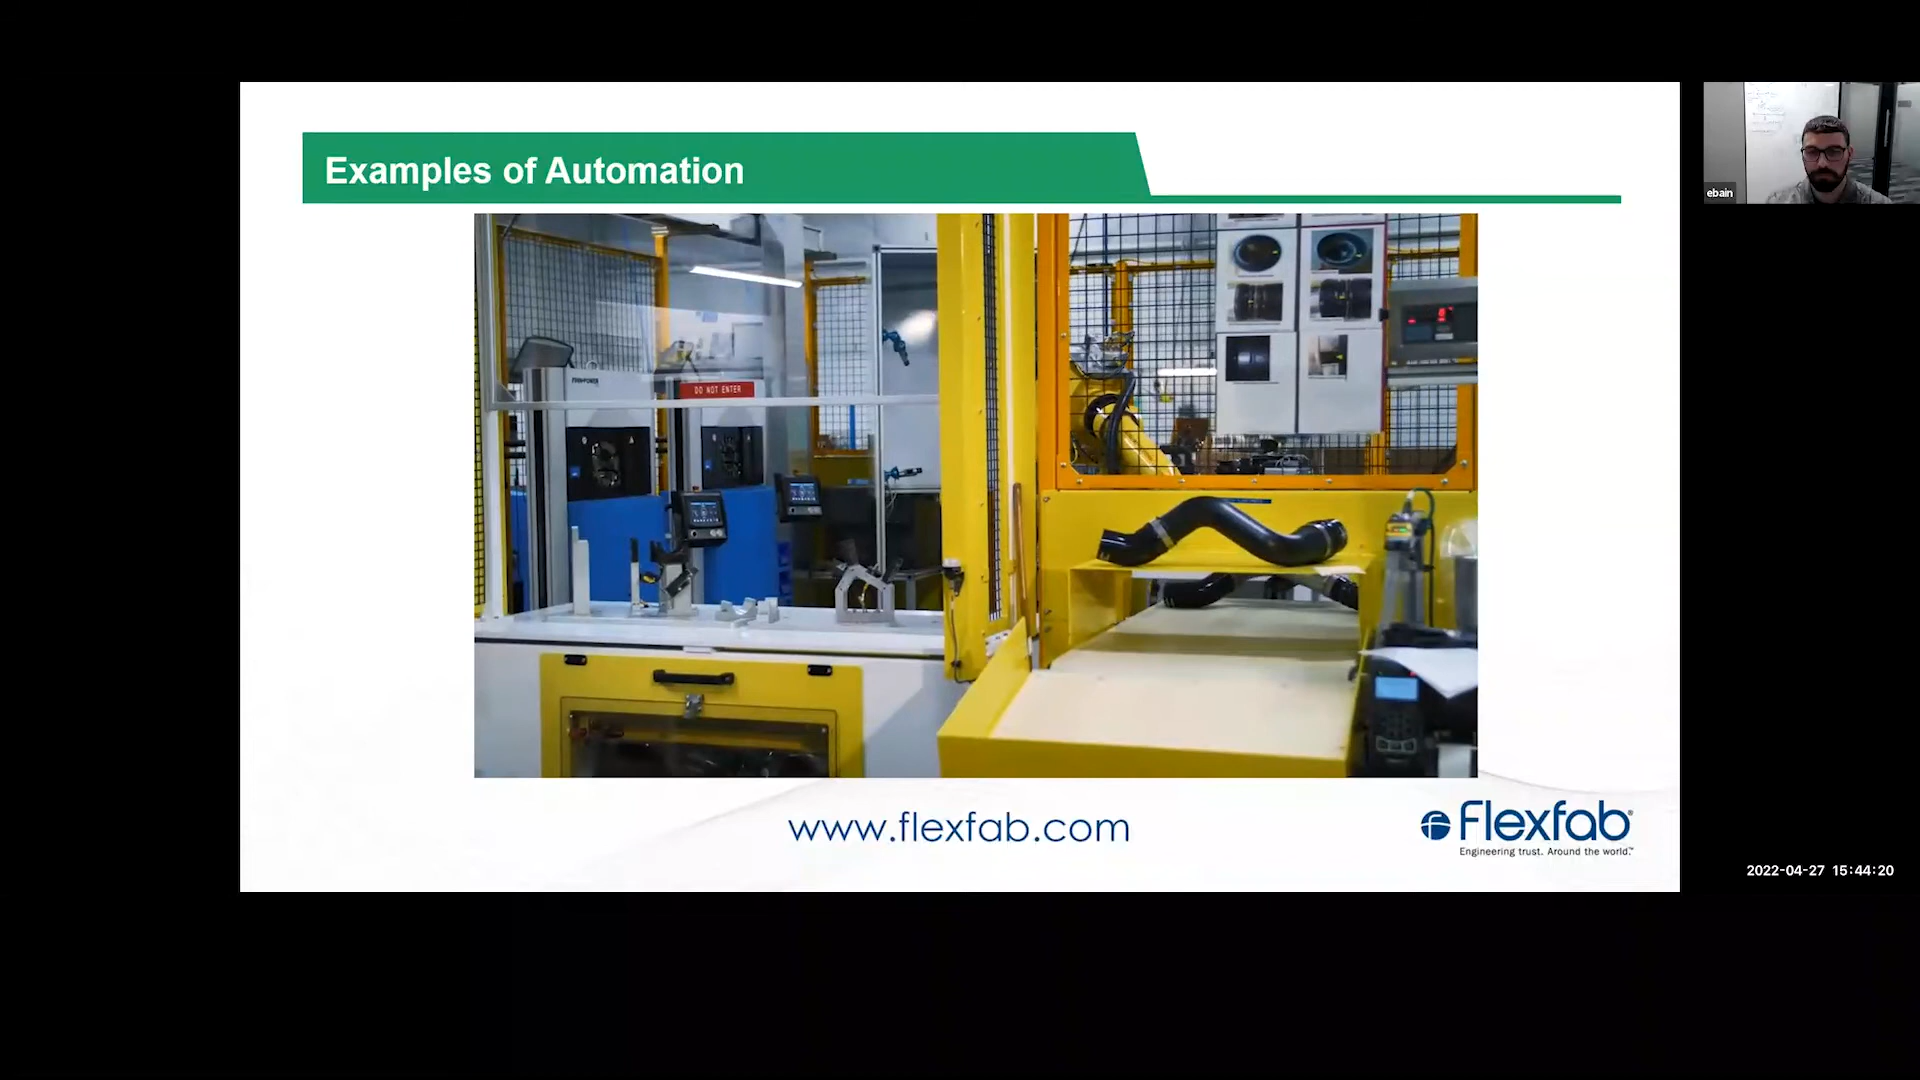 Examples of Automation
ebain
DO NOT ENTER
www.flexfab.com
Flexfab®
Engineering trust. Around the world.™
2022-04-27 15:44:20